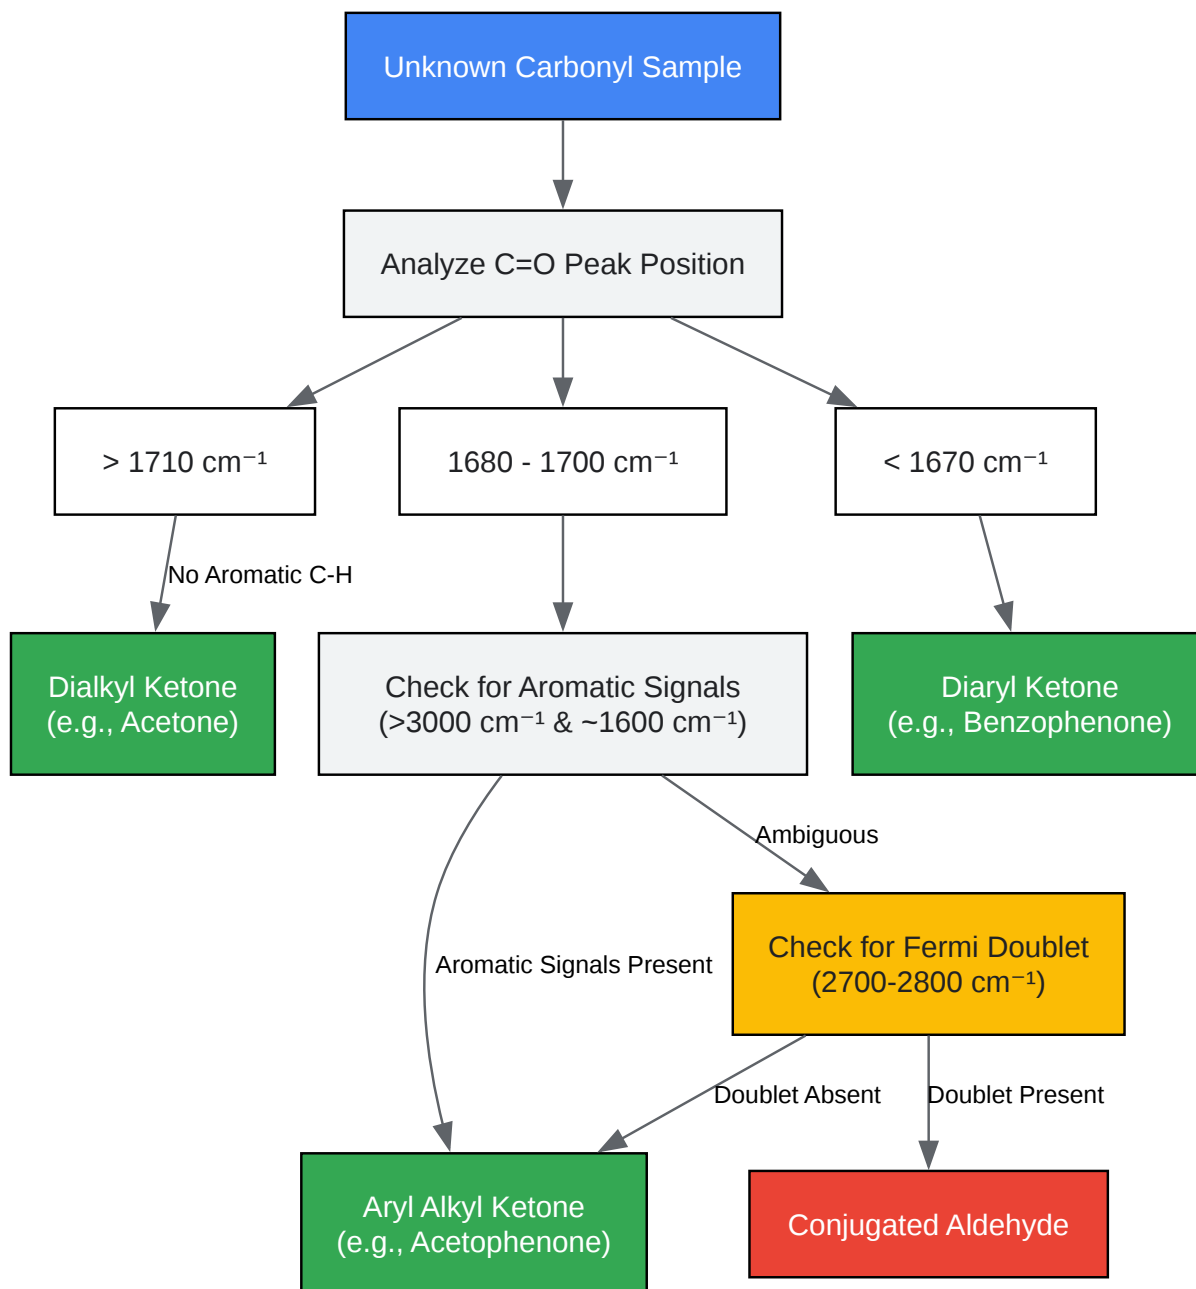 Unknown Carbonyl Sample
Analyze C=O Peak Position
> 1710 cm⁻¹
1680 - 1700 cm⁻¹
< 1670 cm⁻¹
No Aromatic C-H
Dialkyl Ketone
(e.g., Acetone)
Check for Aromatic Signals
(>3000 cm⁻¹ & ~1600 cm⁻¹)
Diaryl Ketone
(e.g., Benzophenone)
Ambiguous
Aromatic Signals Present
Check for Fermi Doublet
(2700-2800 cm⁻¹)
Doublet Absent
Doublet Present
Aryl Alkyl Ketone
(e.g., Acetophenone)
Conjugated Aldehyde